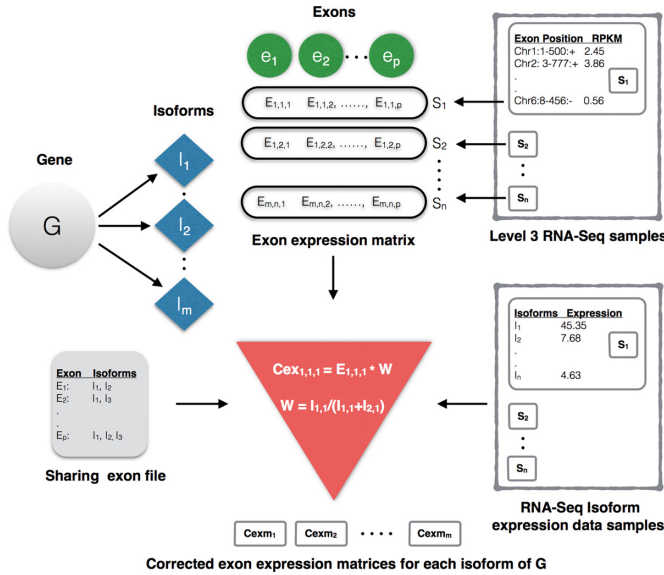 Exons
e1 e2 ... ep
E1,1,1 E1,1,2, ......, E1,1,p S1
E1,2,1 E1,2,2, ......, E1,2,p S2
Em,n,1 Em,n,2, ......, Em,n,p Sn
Exon expression matrix
Exon Position RPKM
Chr1:1-500:+ 2.45
Chr2: 3-777:+ 3.86
.
S1
.
Chr6:8-456:- 0.56
S2
Sn
Level 3 RNA-Seq samples
Isoforms
Gene
I1
G
I2
Im
Exon Isoforms
E1: I1, I2
E2: I1, I3
.
.
Ep: I1, I2, I3
Sharing exon file
Cex1,1,1 = E1,1,1 * W
W = I1,1/(I1,1+I2,1)
Isoforms Expression
I1 45.35
I2 7.68
.
S1
.
In 4.63
S2
Sn
RNA-Seq Isoform
expression data samples
Cexm1 Cexm2 .... Cexmm
Corrected exon expression matrices for each isoform of G